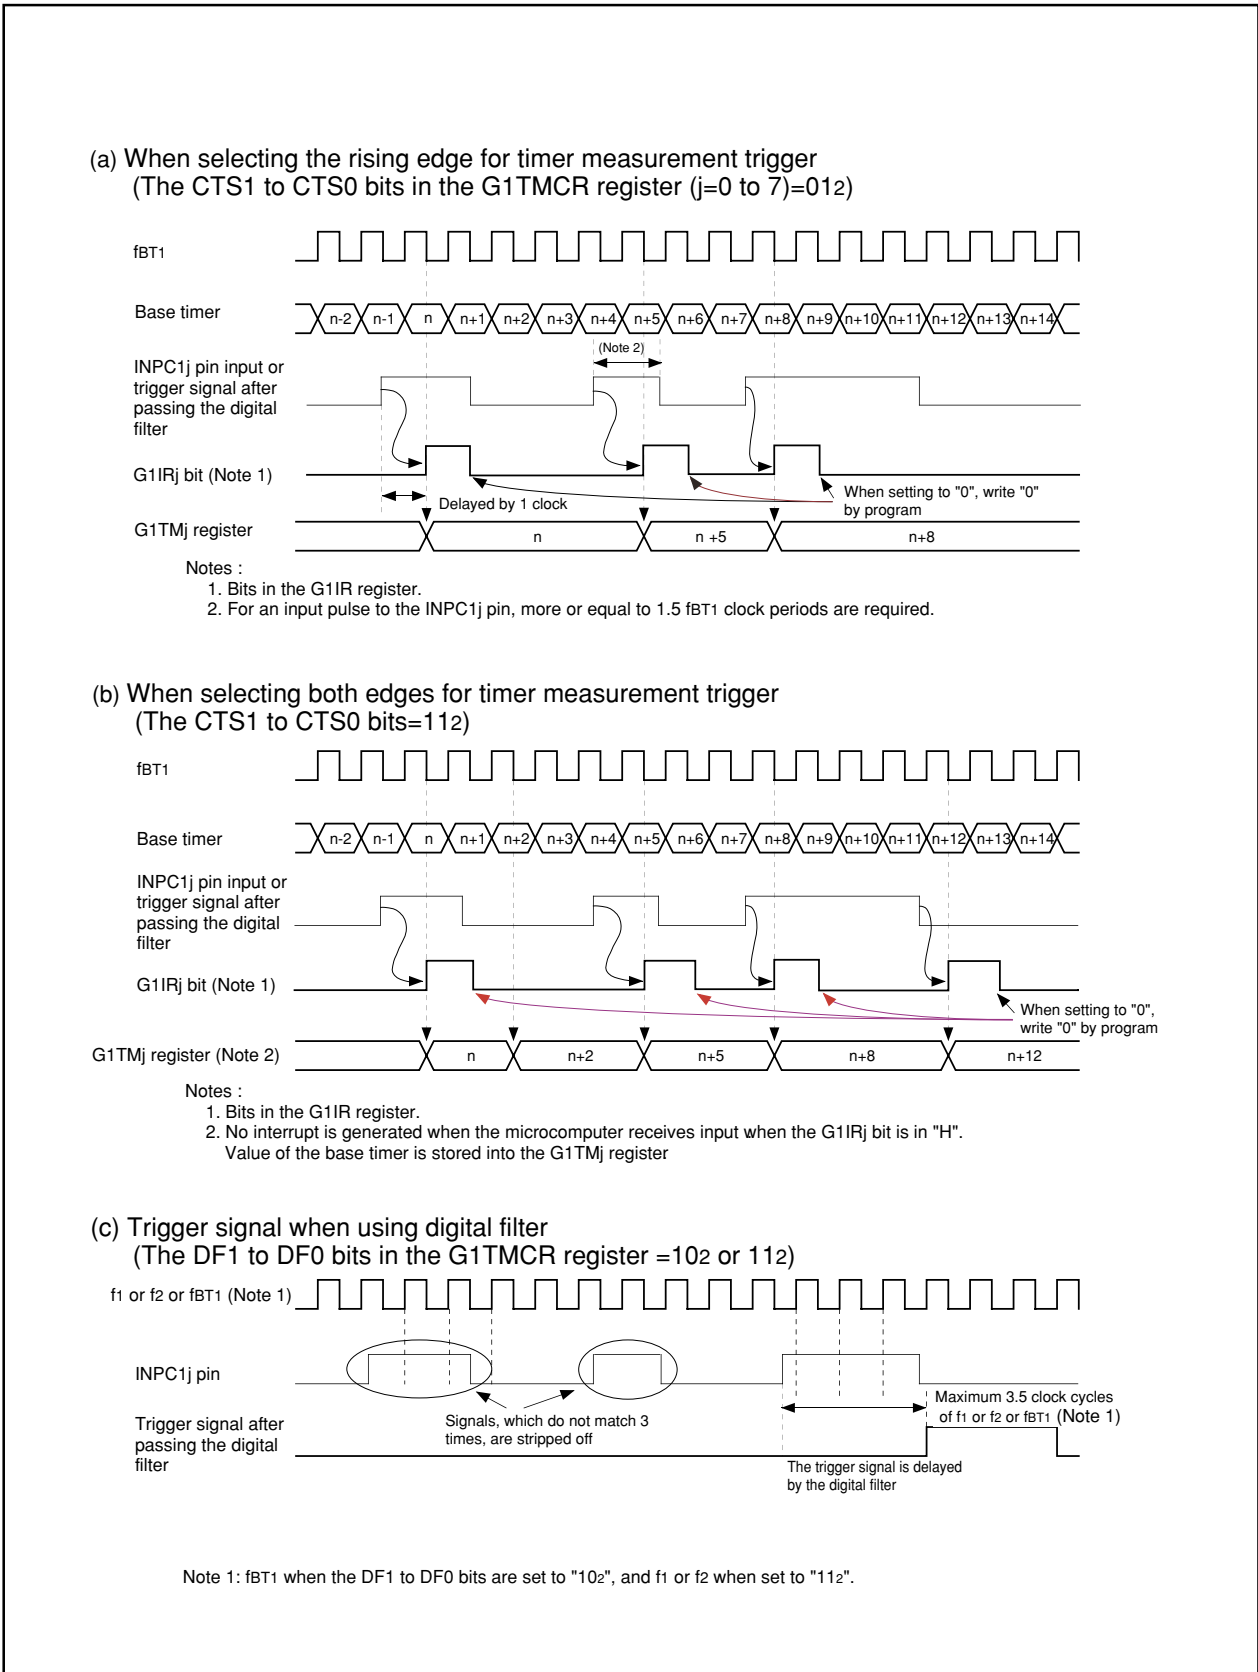 (a) When selecting the rising edge for timer measurement trigger
(The CTS1 to CTS0 bits in the G1TMCR register (j=0 to 7)=012)
fBT1
Base timer
n-2 n-1 n n+1 n+2 n+3 n+4 n+5 n+6 n+7 n+8 n+9 n+10 n+11 n+12 n+13 n+14
(Note 2)
INPC1j pin input or
trigger signal after
passing the digital
filter
G1IRj bit (Note 1)
When setting to "0", write "0"
by program
Delayed by 1 clock
G1TMj register
n n +5 n+8
Notes :
1. Bits in the G1IR register.
2. For an input pulse to the INPC1j pin, more or equal to 1.5 fBT1 clock periods are required.
(b) When selecting both edges for timer measurement trigger
(The CTS1 to CTS0 bits=112)
fBT1
Base timer
n-2 n-1 n n+1 n+2 n+3 n+4 n+5 n+6 n+7 n+8 n+9 n+10 n+11 n+12 n+13 n+14
INPC1j pin input or
trigger signal after
passing the digital
filter
G1IRj bit (Note 1)
When setting to "0",
write "0" by program
G1TMj register (Note 2)
n n+2 n+5 n+8 n+12
Notes :
1. Bits in the G1IR register.
2. No interrupt is generated when the microcomputer receives input when the G1IRj bit is in "H".
Value of the base timer is stored into the G1TMj register
(c) Trigger signal when using digital filter
(The DF1 to DF0 bits in the G1TMCR register =102 or 112)
f1 or f2 or fBT1 (Note 1)
INPC1j pin
Maximum 3.5 clock cycles
of f1 or f2 or fBT1 (Note 1)
Signals, which do not match 3
times, are stripped off
Trigger signal after
passing the digital
filter
The trigger signal is delayed
by the digital filter
Note 1: fBT1 when the DF1 to DF0 bits are set to "102", and f1 or f2 when set to "112".